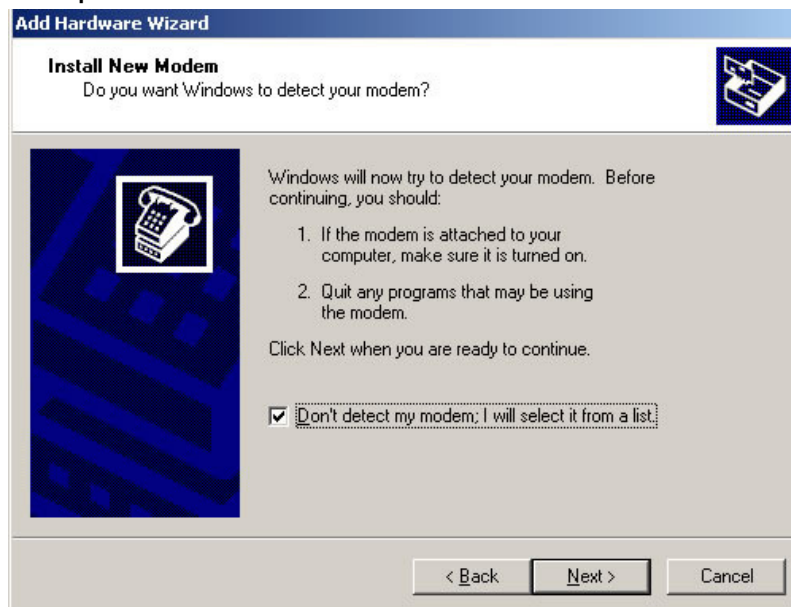 Add Hardware Wizard
Install New Modem
Do you want Windows to detect your modem?
Windows will now try to detect your modem. Before
continuing, you should:
1. If the modem is attached to your
computer, make sure it is turned on.
2. Quit any programs that may be using
the modem.
Click Next when you are ready to continue.
Don't detect my modem; I will select it from a list.
< Back Next > Cancel